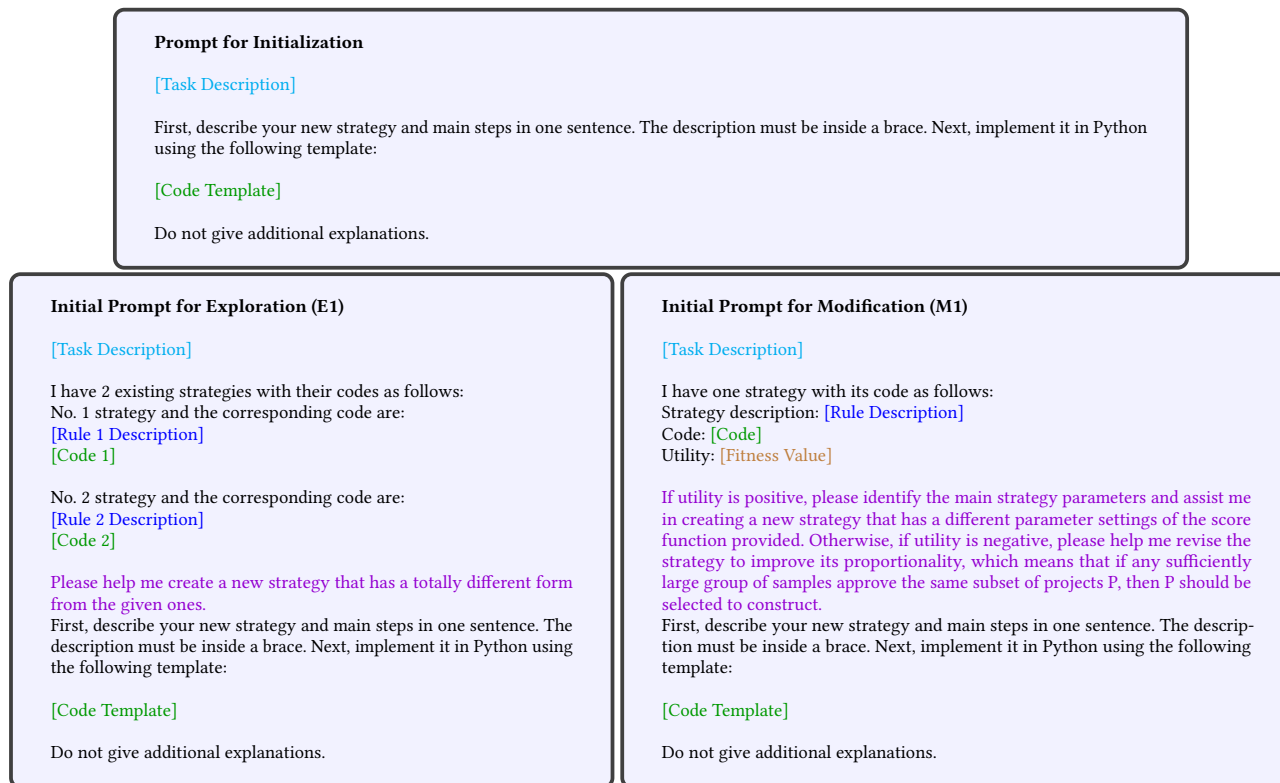 Prompt for Initialization
[Task Description]
First, describe your new strategy and main steps in one sentence. The description must be inside a brace. Next, implement it in Python
using the following template:
[Code Template]
Do not give additional explanations.
Initial Prompt for Exploration (E1)
[Task Description]
I have 2 existing strategies with their codes as follows:
No. 1 strategy and the corresponding code are:
[Rule 1 Description]
[Code 1]
No. 2 strategy and the corresponding code are:
[Rule 2 Description]
[Code 2]
Please help me create a new strategy that has a totally different form
from the given ones.
First, describe your new strategy and main steps in one sentence. The
description must be inside a brace. Next, implement it in Python using
the following template:
[Code Template]
Do not give additional explanations.
Initial Prompt for Modification (M1)
[Task Description]
I have one strategy with its code as follows:
Strategy description: [Rule Description]
Code: [Code]
Utility: [Fitness Value]
If utility is positive, please identify the main strategy parameters and assist me
in creating a new strategy that has a different parameter settings of the score
function provided. Otherwise, if utility is negative, please help me revise the
strategy to improve its proportionality, which means that if any sufficiently
large group of samples approve the same subset of projects P, then P should be
selected to construct.
First, describe your new strategy and main steps in one sentence. The descrip-
tion must be inside a brace. Next, implement it in Python using the following
template:
[Code Template]
Do not give additional explanations.